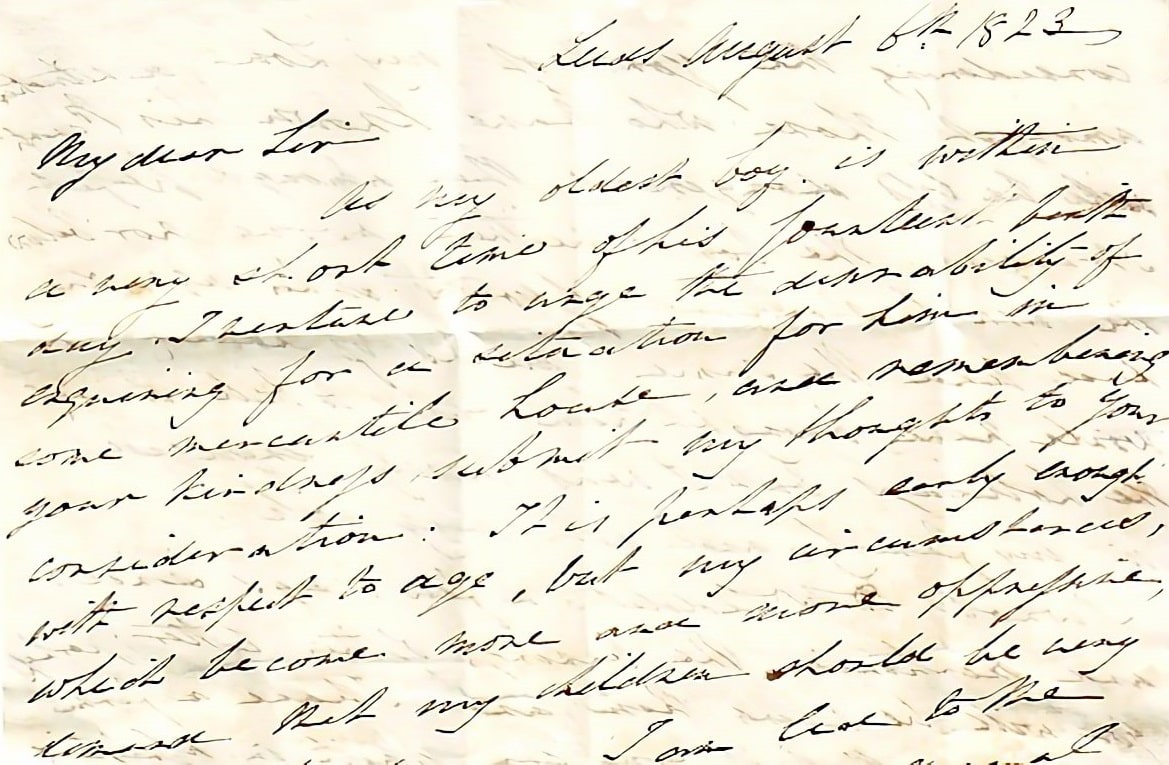 Leeds August 6th 1823
My dear Sir
As my oldest boy is within
a very short time of his fourteenth birth
day. I venture to urge the desirability of
enquiring for a situation for him in
some mercantile house, and remembering
your kindness, submit my thoughts to your
consideration. It is perhaps early enough
with respect to age, but my circumstances,
which become more and more oppressive,
demand that my children should be very
I am led to the